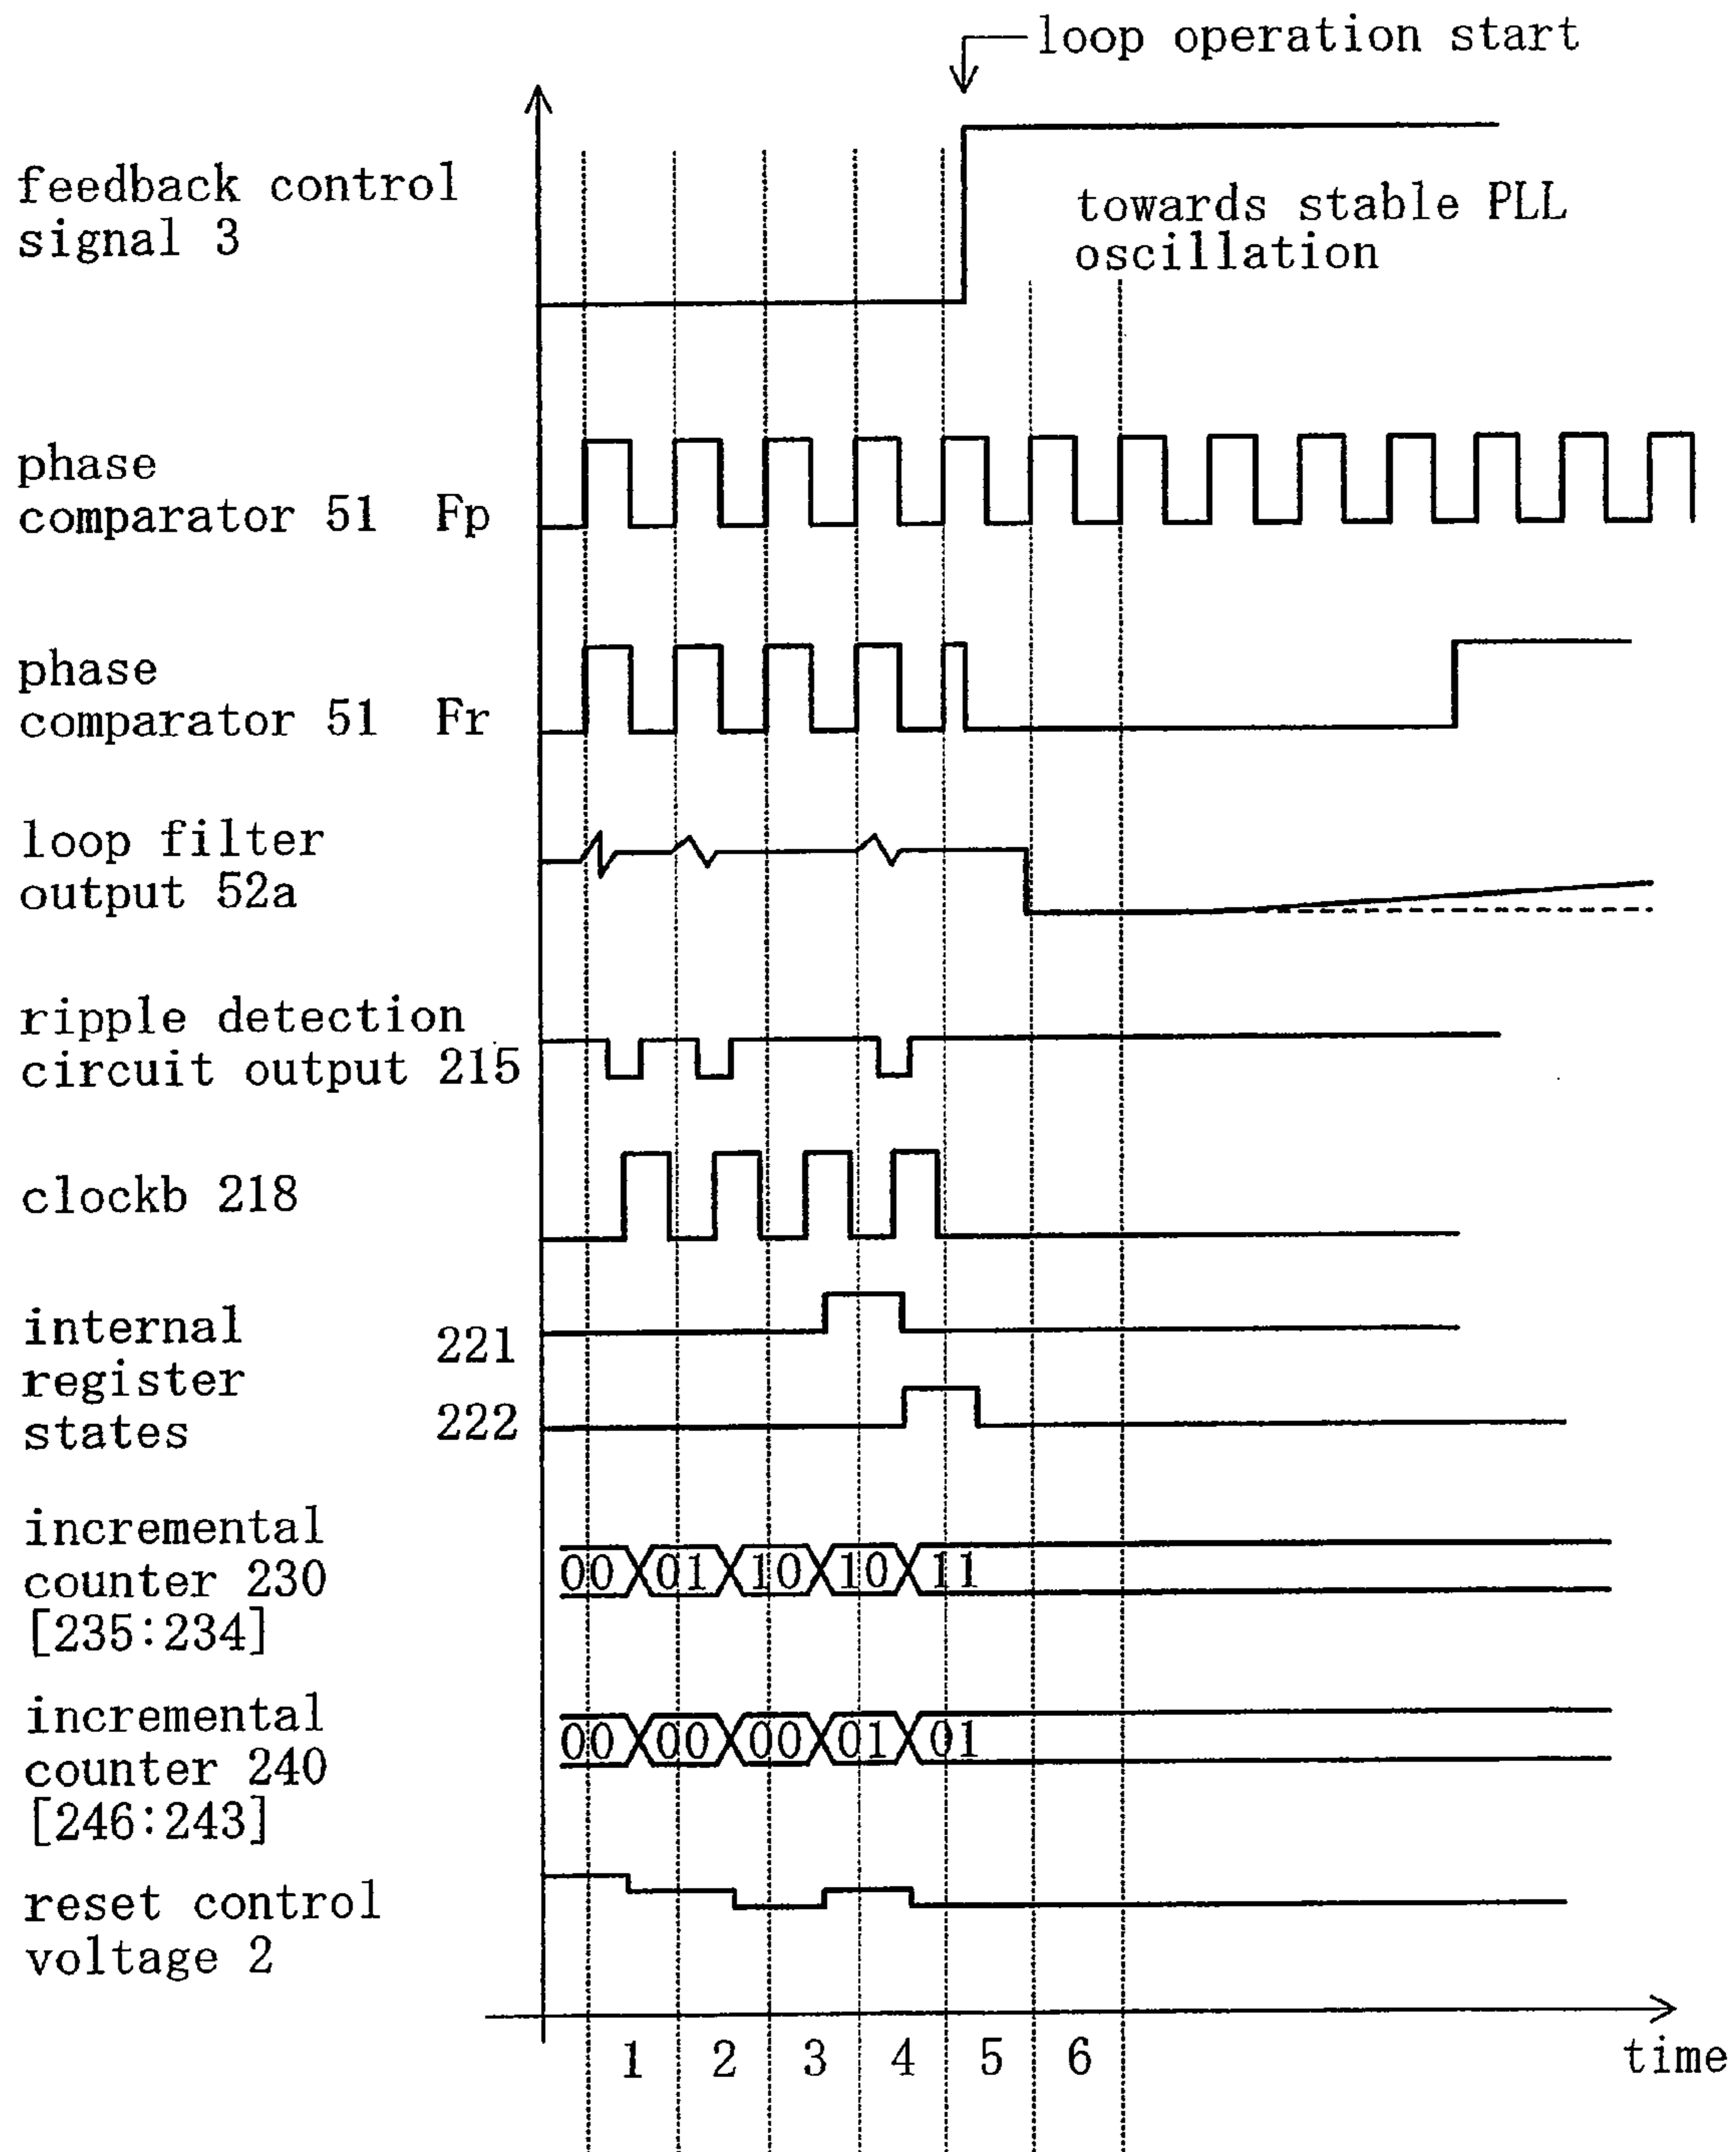 loop operation start
feedback control
signal 3
towards stable PLL
oscillation
phase
comparator 51 Fp
phase
comparator 51 Fr
loop filter
output 52a
ripple detection
circuit output 215
clockb 218
internal
register
states
221
222
incremental
counter 230
[235:234]
00 01 10 10 11
incremental
counter 240
[246:243]
00 00 00 01 01
reset control
voltage 2
1 2 3 4 5 6
time